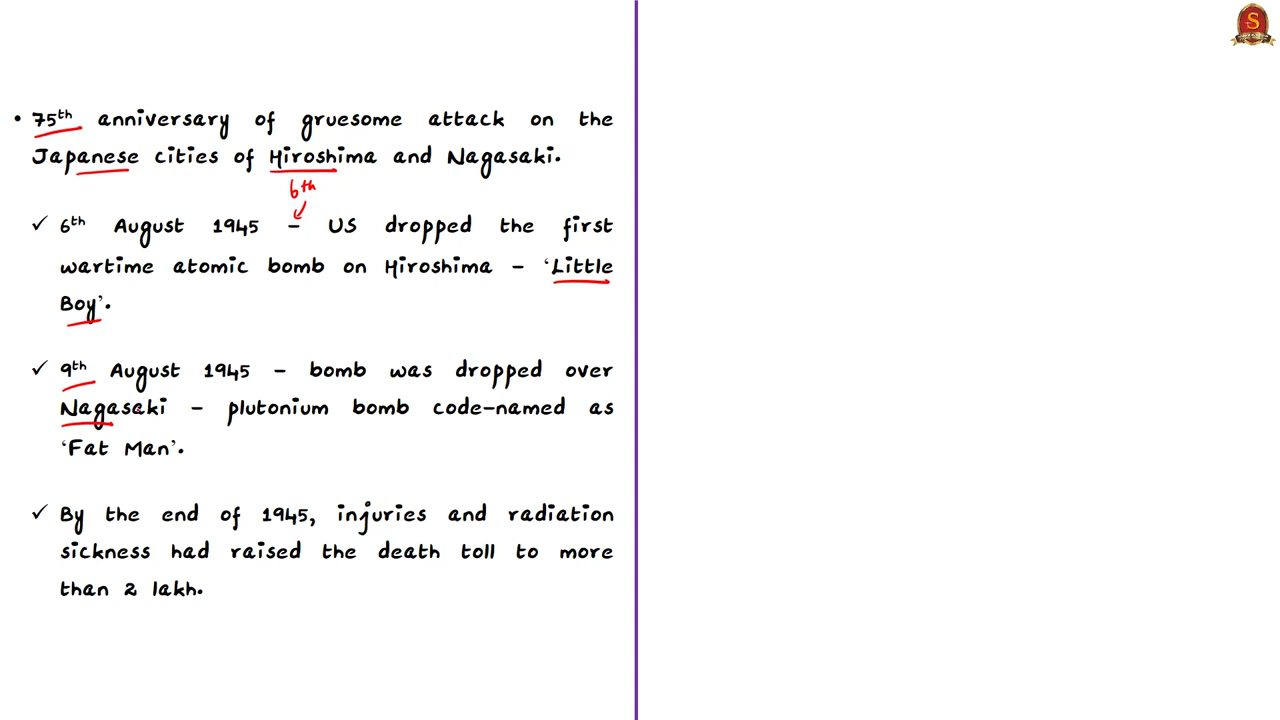 • 75th anniversary of gruesome attack on the
Japanese cities of Hiroshima and Nagasaki.
6th
✓ 6th August 1945 – US dropped the first
wartime atomic bomb on Hiroshima – ‘Little
Boy’.
✓ 9th August 1945 – bomb was dropped over
Nagasaki – plutonium bomb code-named as
‘Fat Man’.
✓ By the end of 1945, injuries and radiation
sickness had raised the death toll to more
than 2 lakh.
S